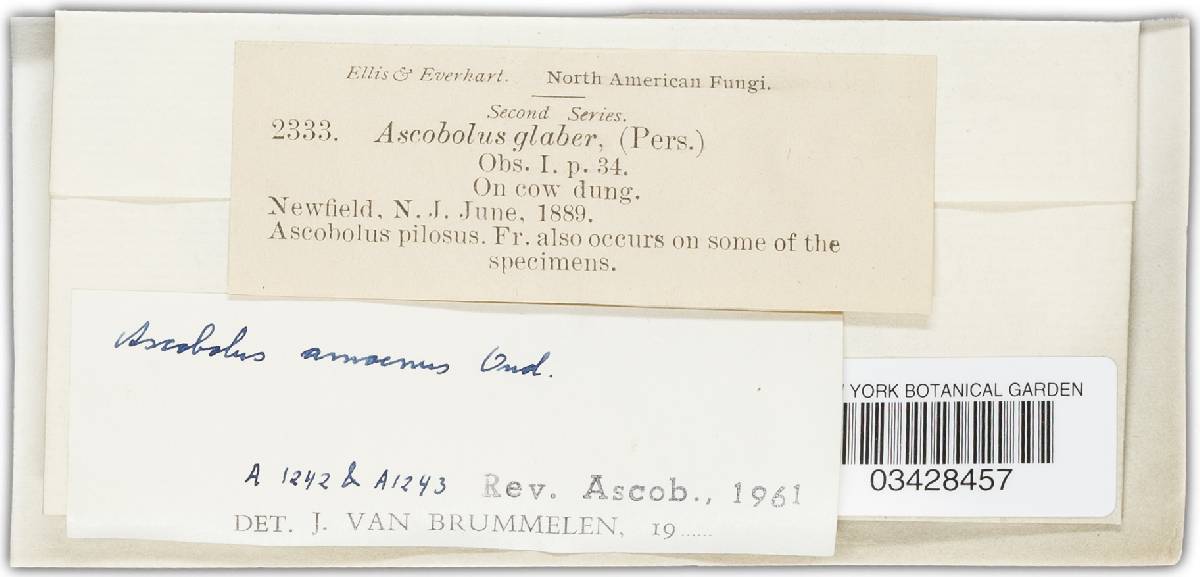 Ellis & Everhart. North American Fungi.
Second Series.
2333. Ascobolus glaber, (Pers.)
Obs. I. p. 34.
On cow dung.
Newfield, N. J. June, 1889.
Ascobolus pilosus. Fr. also occurs on some of the
specimens.
Ascobolus amoenus Oud.
A 1242 & A1243 Rev. Ascob., 1961
DET. J. VAN BRUMMELEN, 19......
YORK BOTANICAL GARDEN
03428457